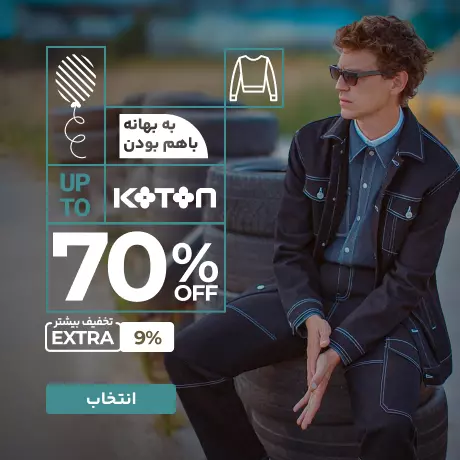 به بهانه
باهم بودن
UP
TO
KOTON
70%
OFF
تخفیف بیشتر
EXTRA
9%
انتخاب